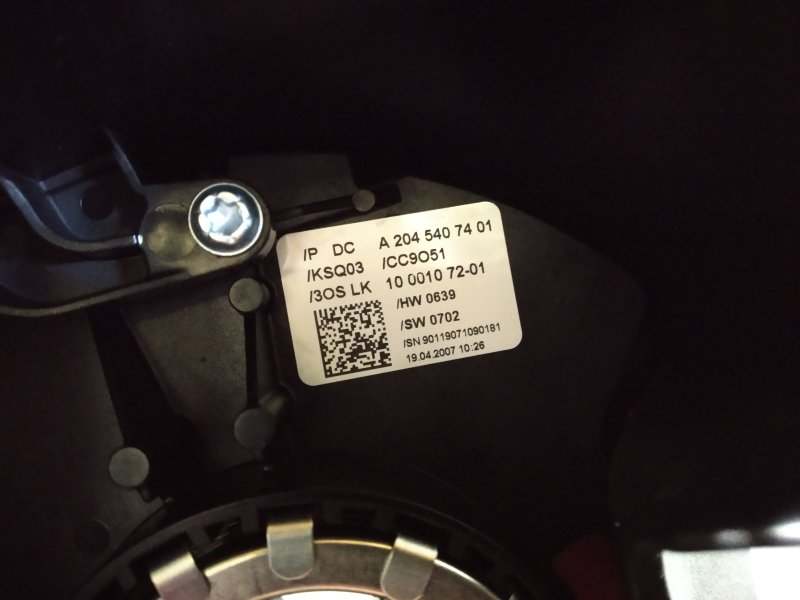 /P DC A 204 540 74 01
/KSQ03 /CC9O51
/3OS LK 10 0010 72-01
/HW 0639
/SW 0702
/SN 90119071090181
19.04.2007 10:26